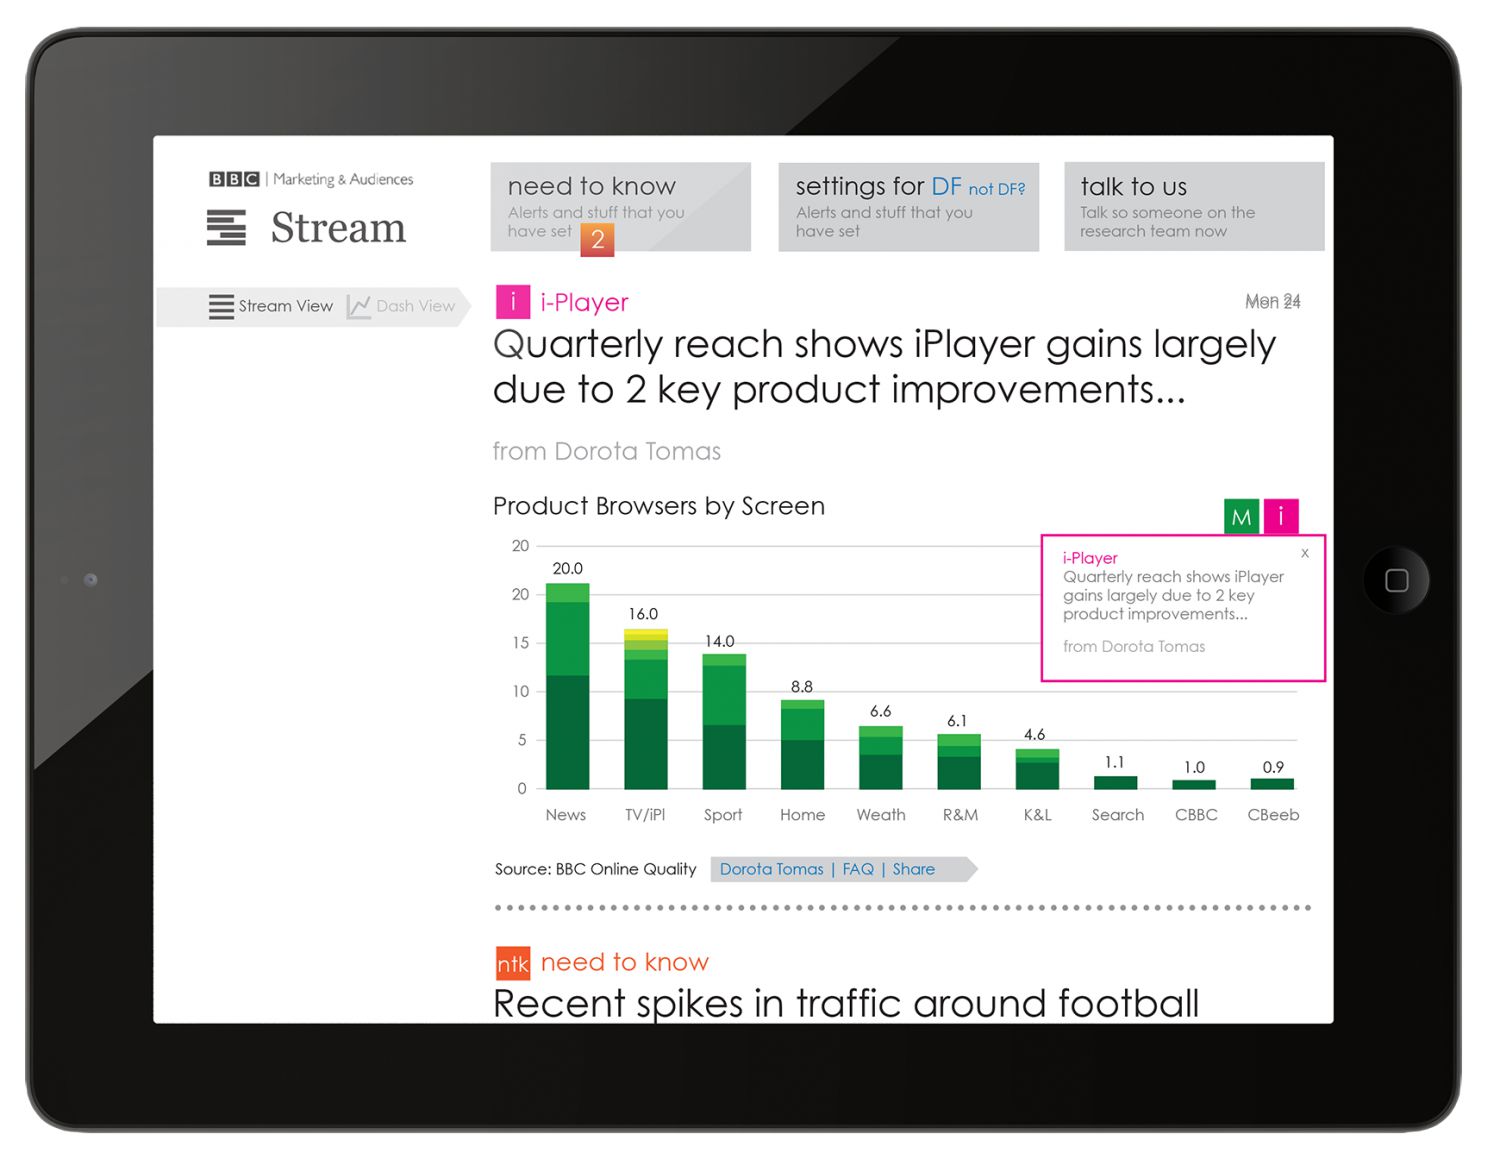 BBC | Marketing & Audiences
Stream
need to know
Alerts and stuff that you
have set
2
settings for DF not DF?
Alerts and stuff that you
have set
talk to us
Talk so someone on the
research team now
Stream View
Dash View
i i-Player
Mon 24
Quarterly reach shows iPlayer gains largely
due to 2 key product improvements...
from Dorota Tomas
Product Browsers by Screen
M i
i-Player x
Quarterly reach shows iPlayer
gains largely due to 2 key
product improvements...
from Dorota Tomas
20
20
15
10
5
0
20.0
16.0
14.0
8.8
6.6
6.1
4.6
1.1
1.0
0.9
News TV/iPl Sport Home Weath R&M K&L Search CBBC CBeeb
Source: BBC Online Quality
Dorota Tomas | FAQ | Share
ntk need to know
Recent spikes in traffic around football